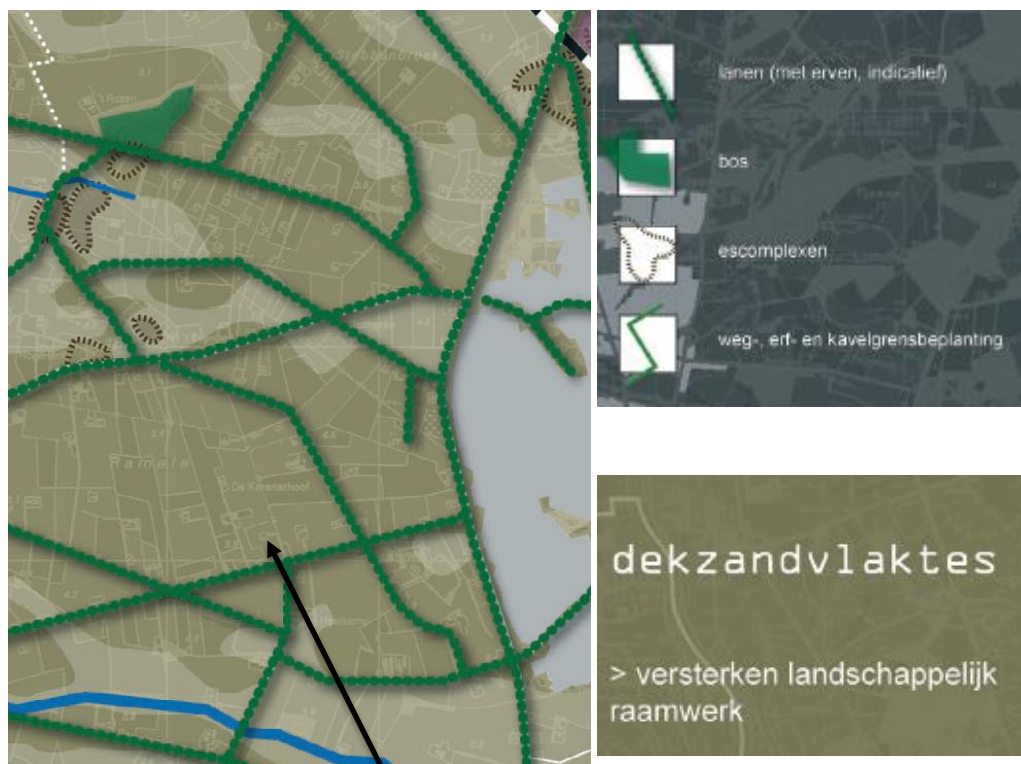 Ramele
De Korenschoof
lanen (met erven, indicatief)
bos
escomplexen
weg-, erf- en kavelgrensbeplanting
dekzandvlaktes
> versterken landschappelijk
raamwerk